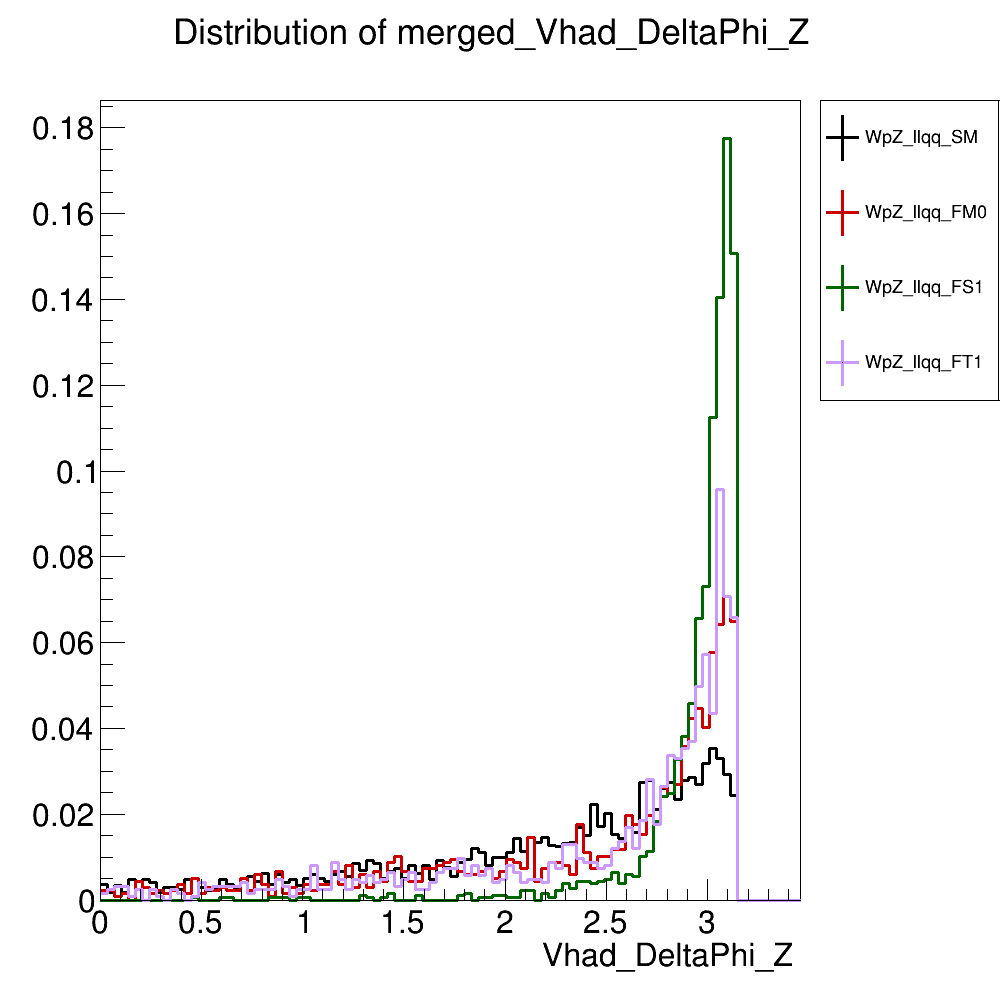 Distribution of merged_Vhad_DeltaPhi_Z
0.18
0.16
0.14
0.12
0.1
0.08
0.06
0.04
0.02
0
0 0.5 1 1.5 2 2.5 3
Vhad_DeltaPhi_Z
WpZ_llqq_SM
WpZ_llqq_FM0
WpZ_llqq_FS1
WpZ_llqq_FT1